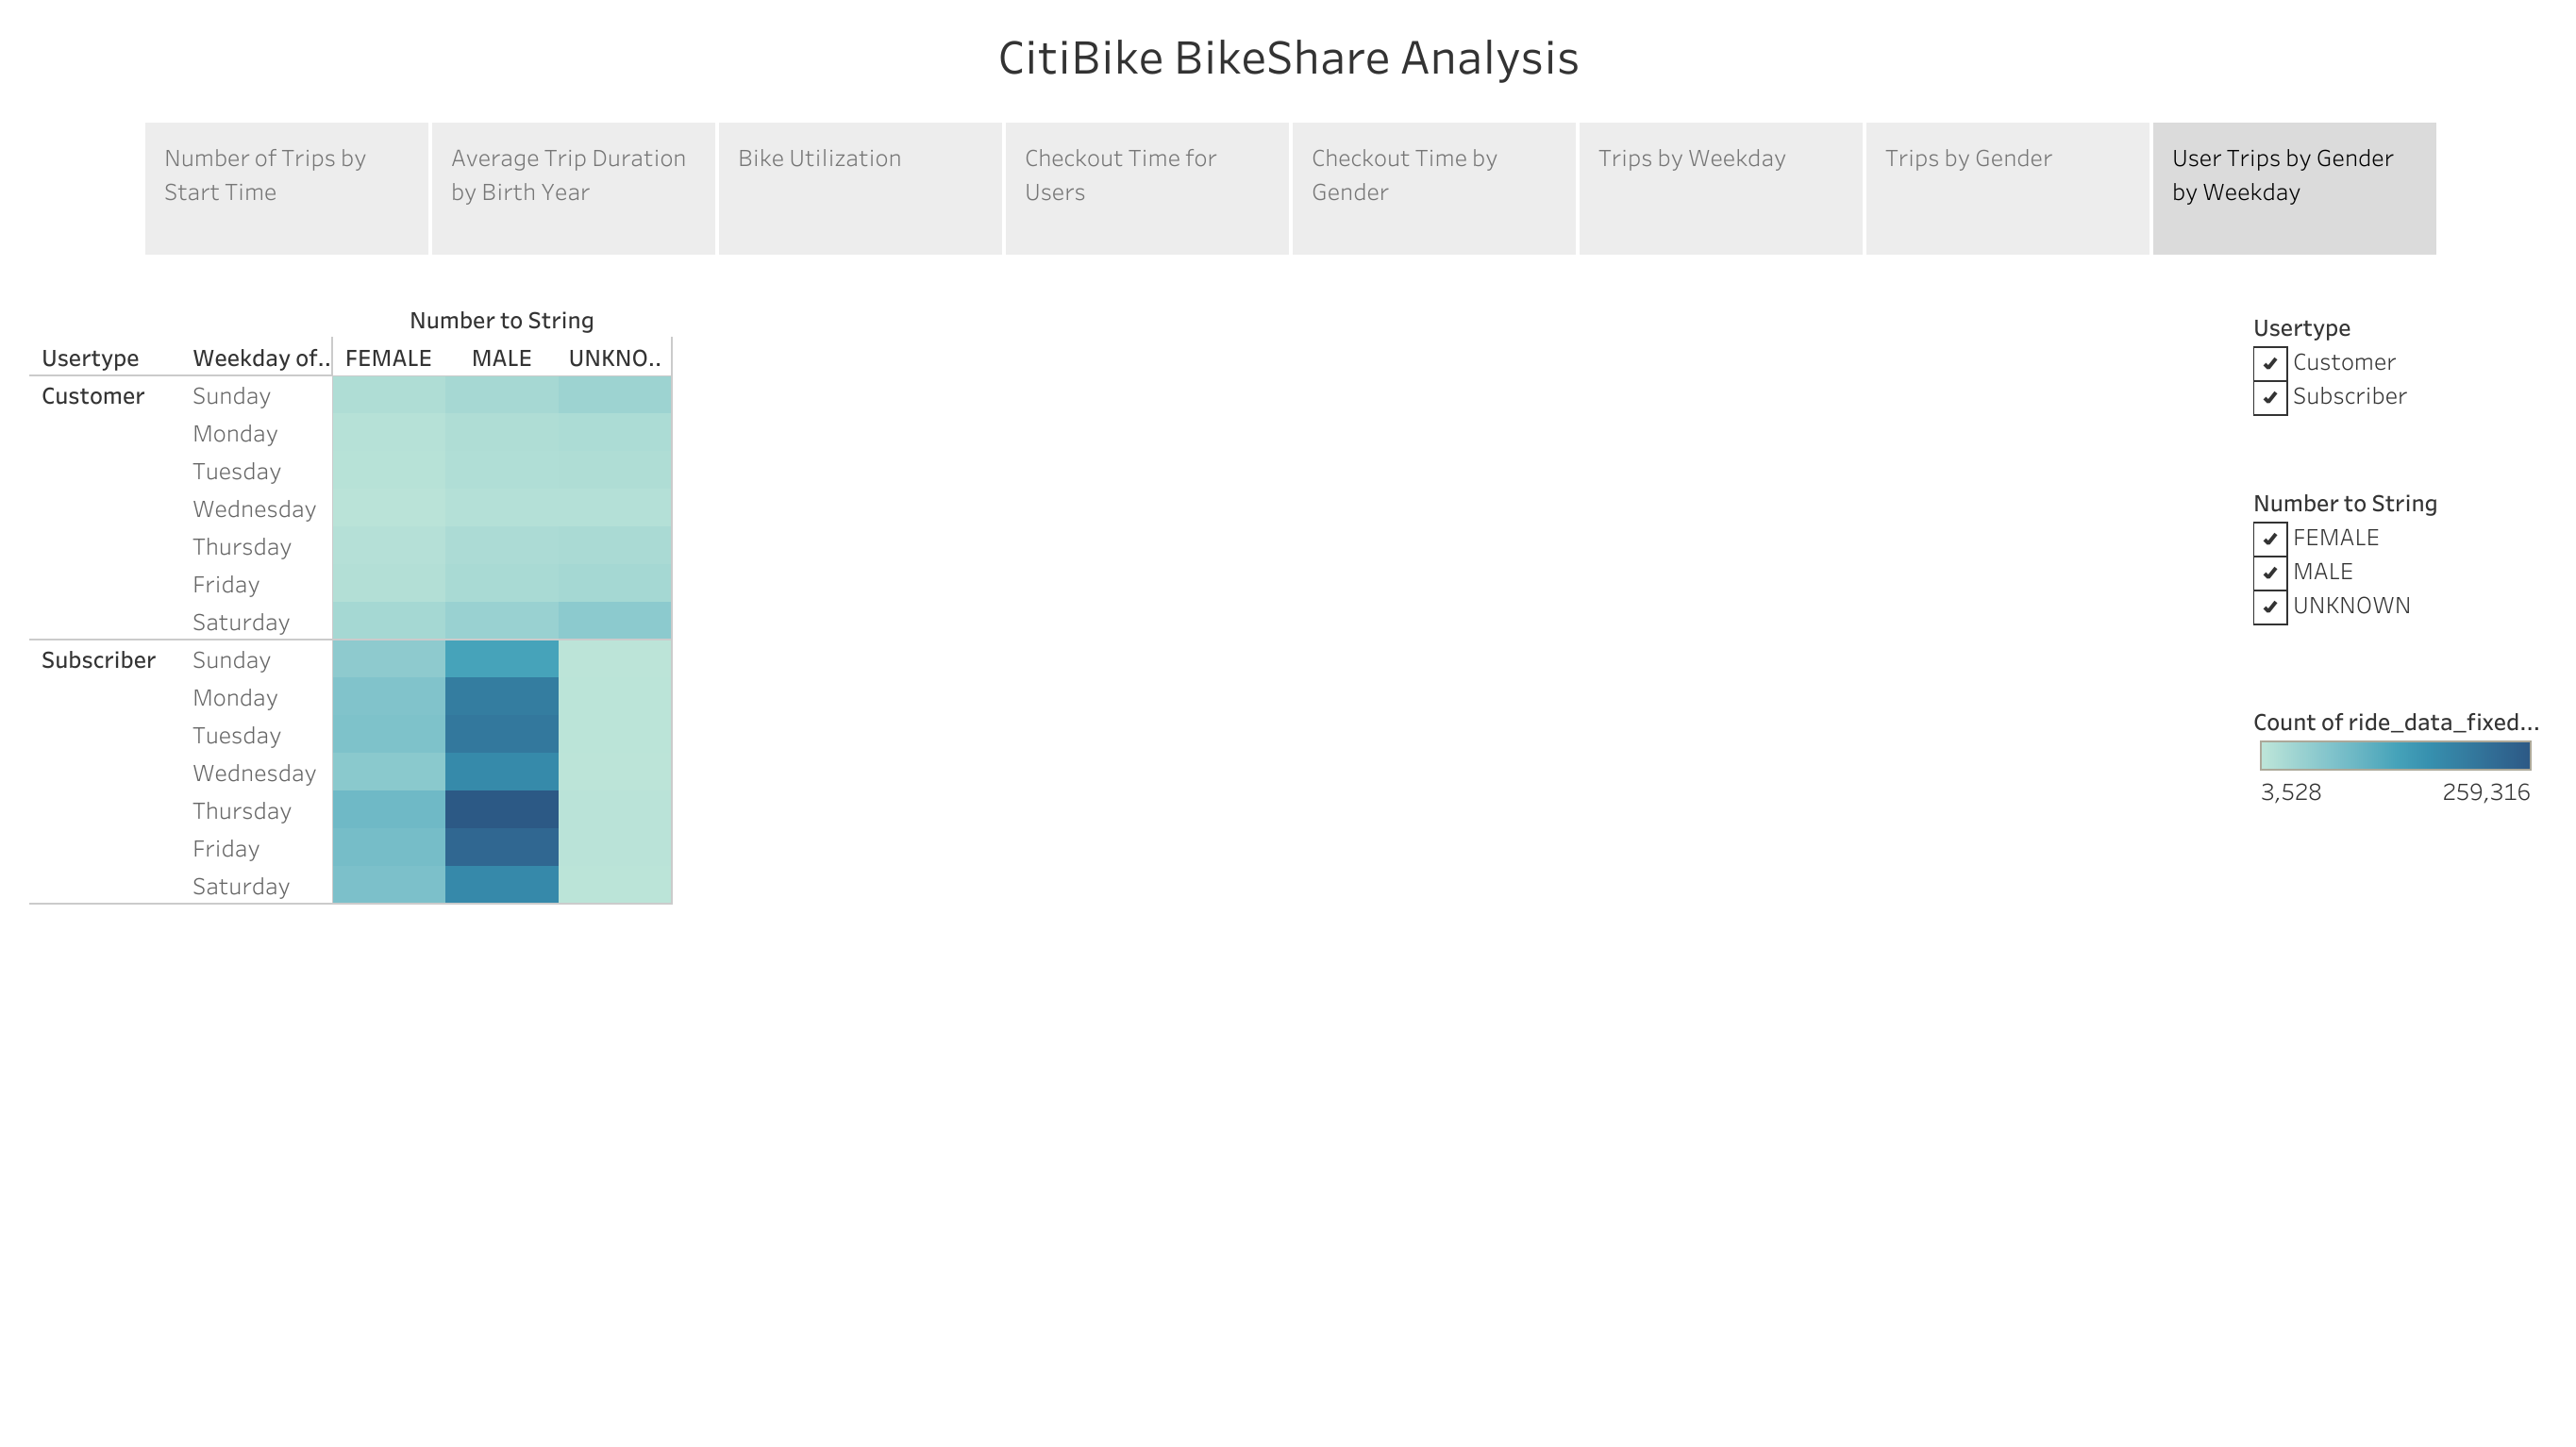 CitiBike BikeShare Analysis
Number of Trips by
Start Time
Average Trip Duration
by Birth Year
Bike Utilization
Checkout Time for
Users
Checkout Time by
Gender
Trips by Weekday
Trips by Gender
User Trips by Gender
by Weekday
Number to String
Usertype Weekday of.. FEMALE MALE UNKNO..
Customer Sunday
Monday
Tuesday
Wednesday
Thursday
Friday
Saturday
Subscriber Sunday
Monday
Tuesday
Wednesday
Thursday
Friday
Saturday
Usertype
Customer
Subscriber
Number to String
FEMALE
MALE
UNKNOWN
Count of ride_data_fixed...
3,528 259,316